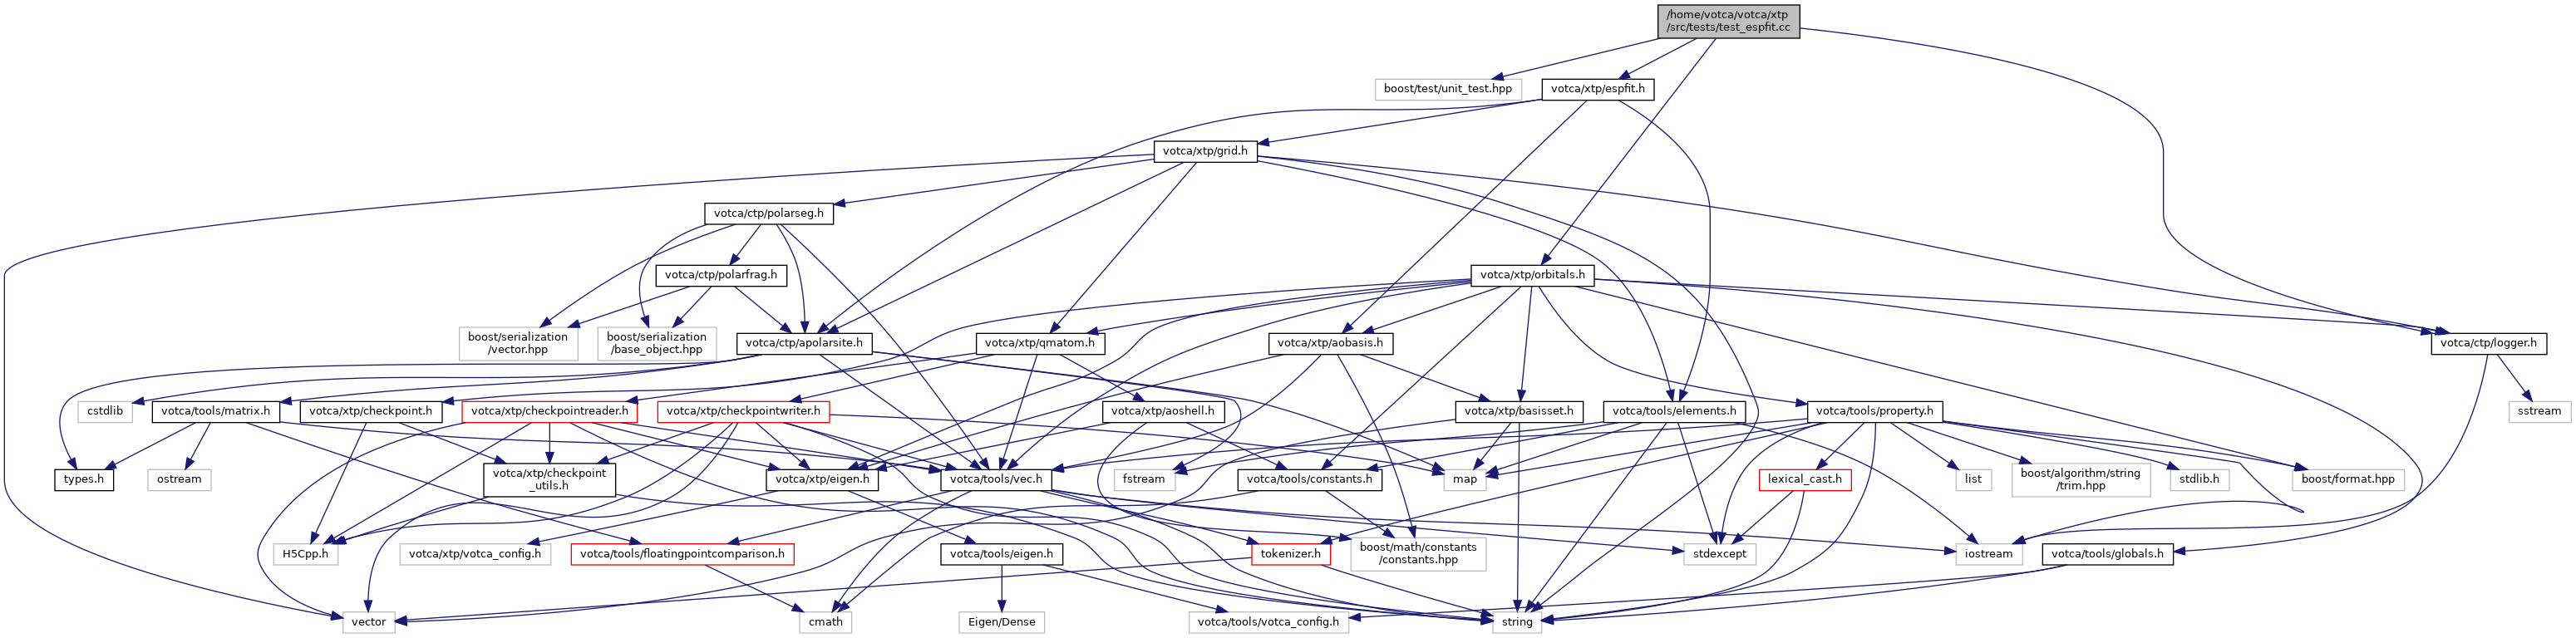 /home/votca/votca/xtp
/src/tests/test_espfit.cc
boost/test/unit_test.hpp
votca/xtp/espfit.h
votca/xtp/grid.h
votca/ctp/polarseg.h
votca/ctp/polarfrag.h
votca/xtp/orbitals.h
boost/serialization
/vector.hpp
boost/serialization
/base_object.hpp
votca/ctp/apolarsite.h
votca/xtp/qmatom.h
votca/xtp/aobasis.h
votca/ctp/logger.h
cstdlib
votca/tools/matrix.h
votca/xtp/checkpoint.h
votca/xtp/checkpointreader.h
votca/xtp/checkpointwriter.h
votca/xtp/aoshell.h
votca/xtp/basisset.h
votca/tools/elements.h
votca/tools/property.h
sstream
types.h
ostream
votca/xtp/checkpoint
_utils.h
votca/xtp/eigen.h
votca/tools/vec.h
fstream
votca/tools/constants.h
map
lexical_cast.h
list
boost/algorithm/string
/trim.hpp
stdlib.h
boost/format.hpp
H5Cpp.h
votca/xtp/votca_config.h
votca/tools/floatingpointcomparison.h
votca/tools/eigen.h
tokenizer.h
boost/math/constants
/constants.hpp
stdexcept
iostream
votca/tools/globals.h
vector
cmath
Eigen/Dense
votca/tools/votca_config.h
string